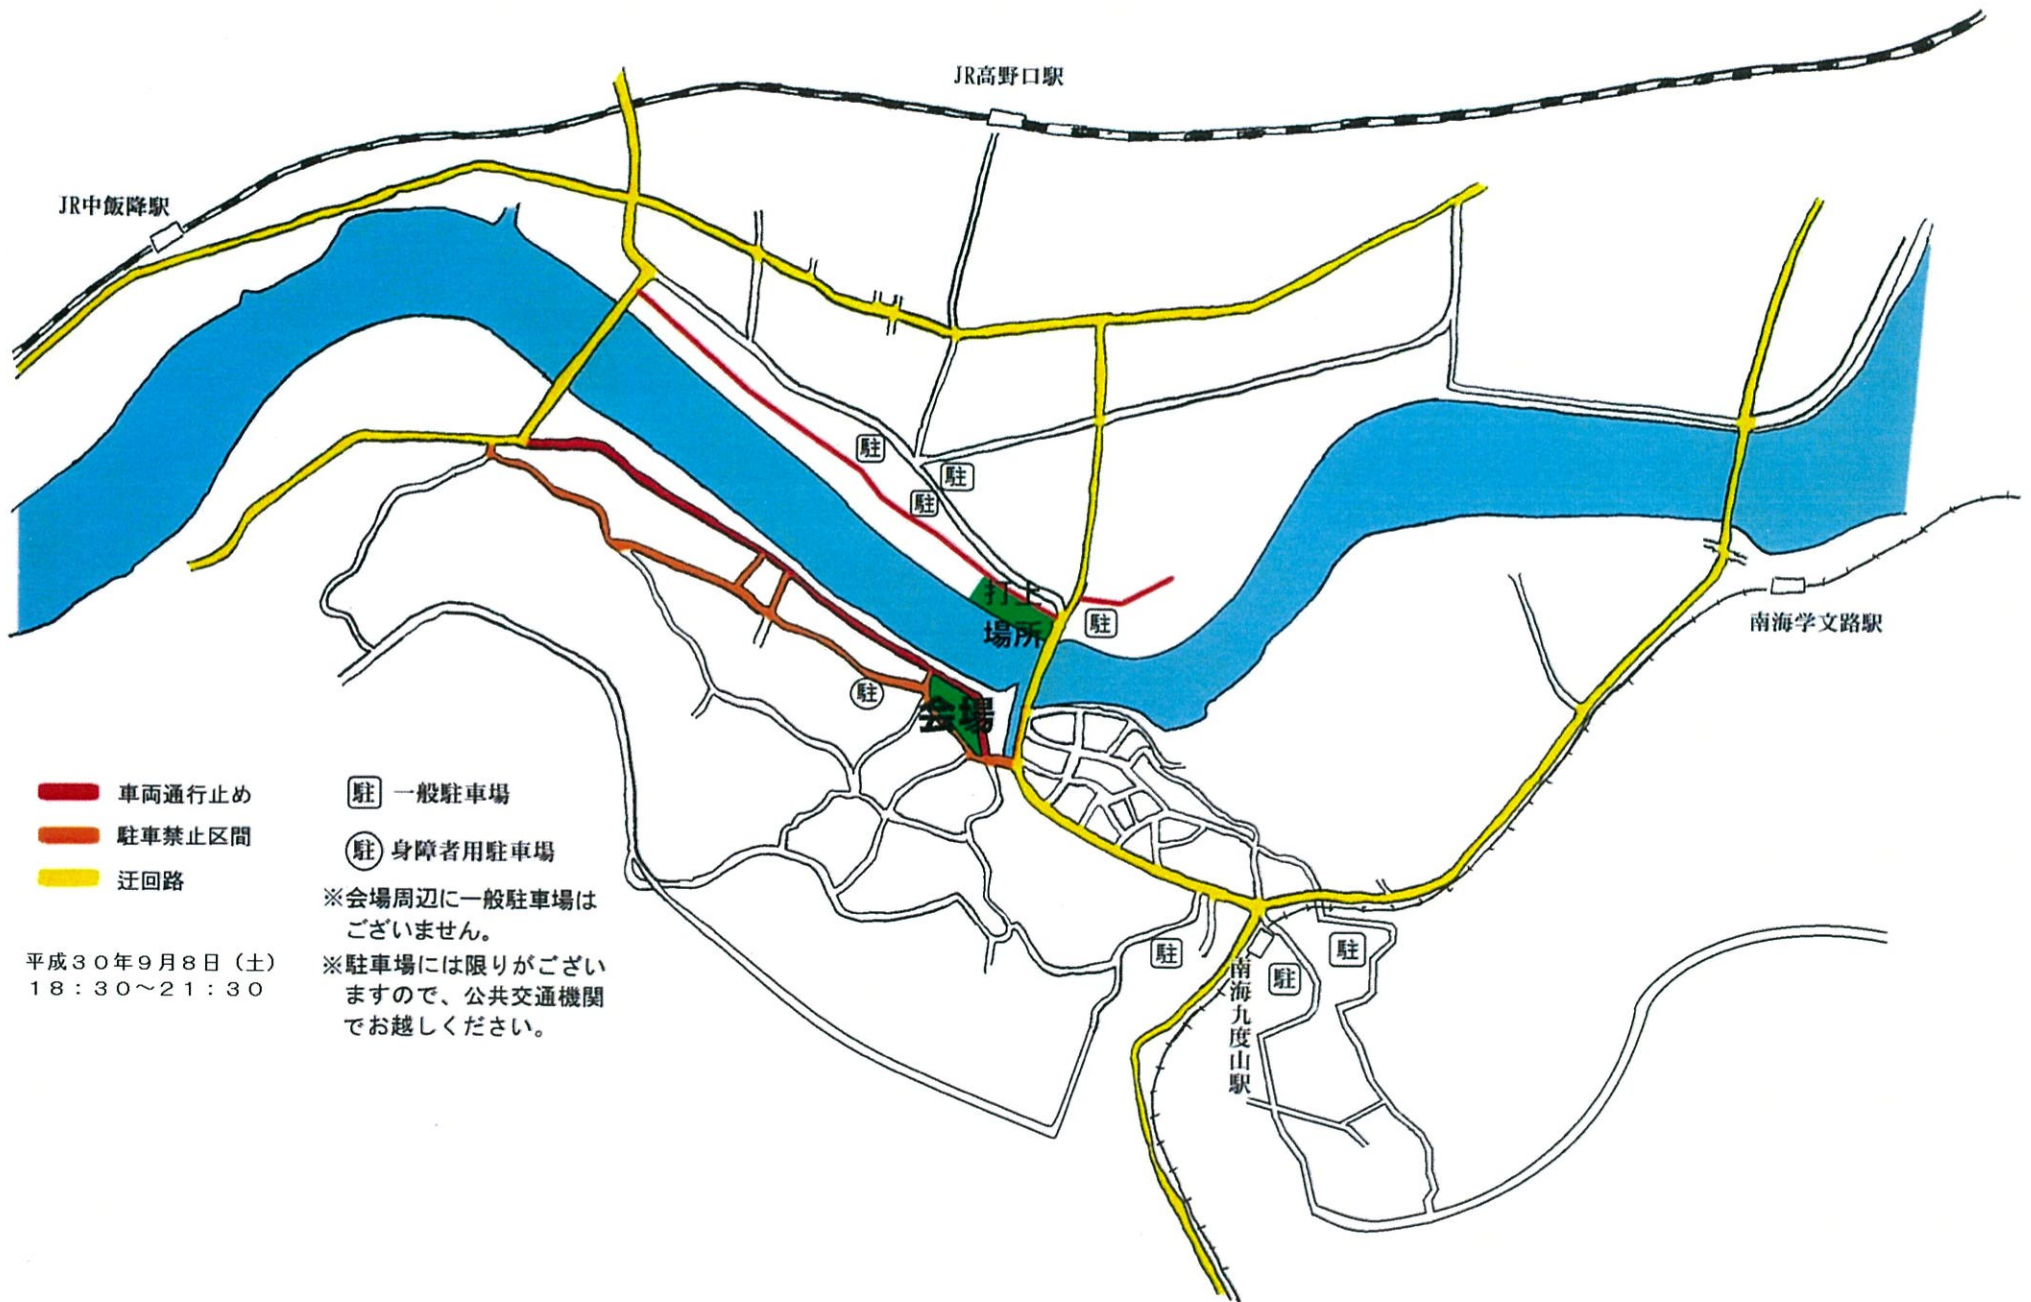 JR高野口駅
JR中飯降駅
駐
駐
駐
打上
場所
駐
南海学文路駅
駐
会場
車両通行止め
駐車禁止区間
迂回路
駐 一般駐車場
駐 身障者用駐車場
※会場周辺に一般駐車場は
ございません。
※駐車場には限りがござい
ますので、公共交通機関
でお越しください。
平成30年9月8日（土）
18：30～21：30
駐
駐
駐
南海九度山駅